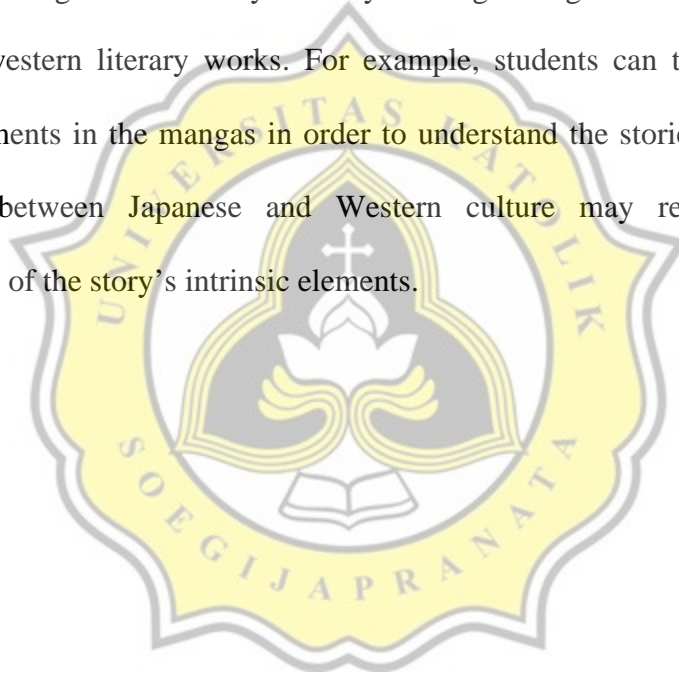 western literary works. For example, students can t
ments in the mangas in order to understand the storie
between Japanese and Western culture may re
of the story's intrinsic elements.
UNIVERSITAS KATOLIK
SOEGIJAPRANATA